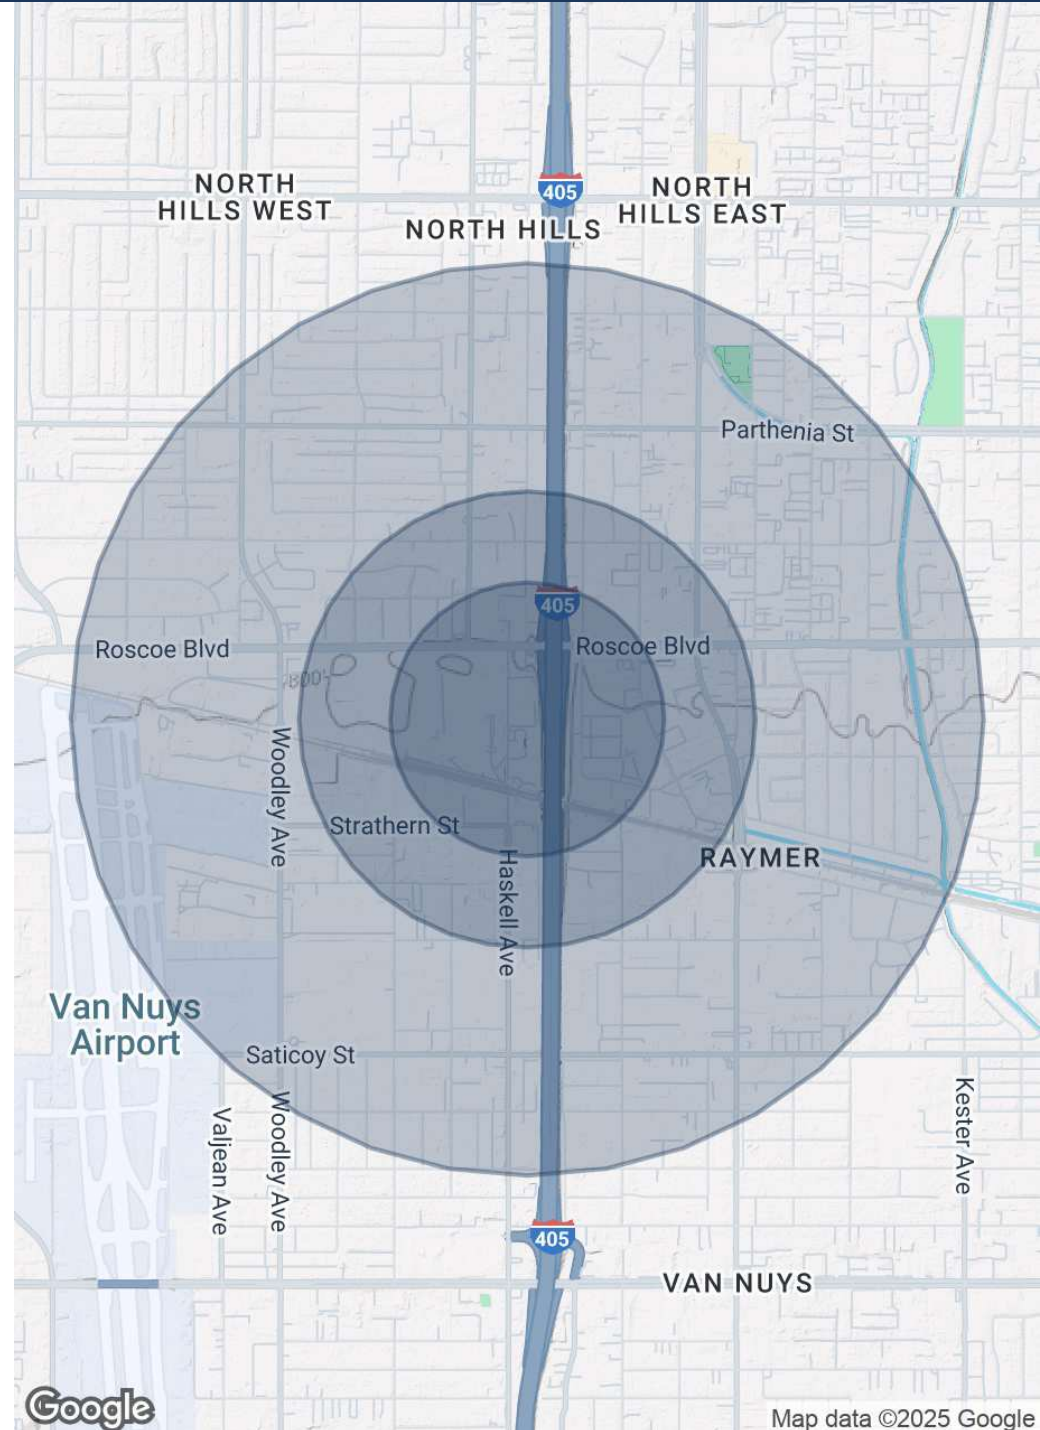 405
NORTH
HILLS WEST
NORTH
HILLS EAST
NORTH HILLS
Parthenia St
405
Roscoe Blvd
Roscoe Blvd
800'
Woodley Ave
Strathern St
Haskell Ave
RAYMER
Van Nuys
Airport
Saticoy St
Valjean Ave
Woodley Ave
Kester Ave
405
VAN NUYS
Google
Map data ©2025 Google